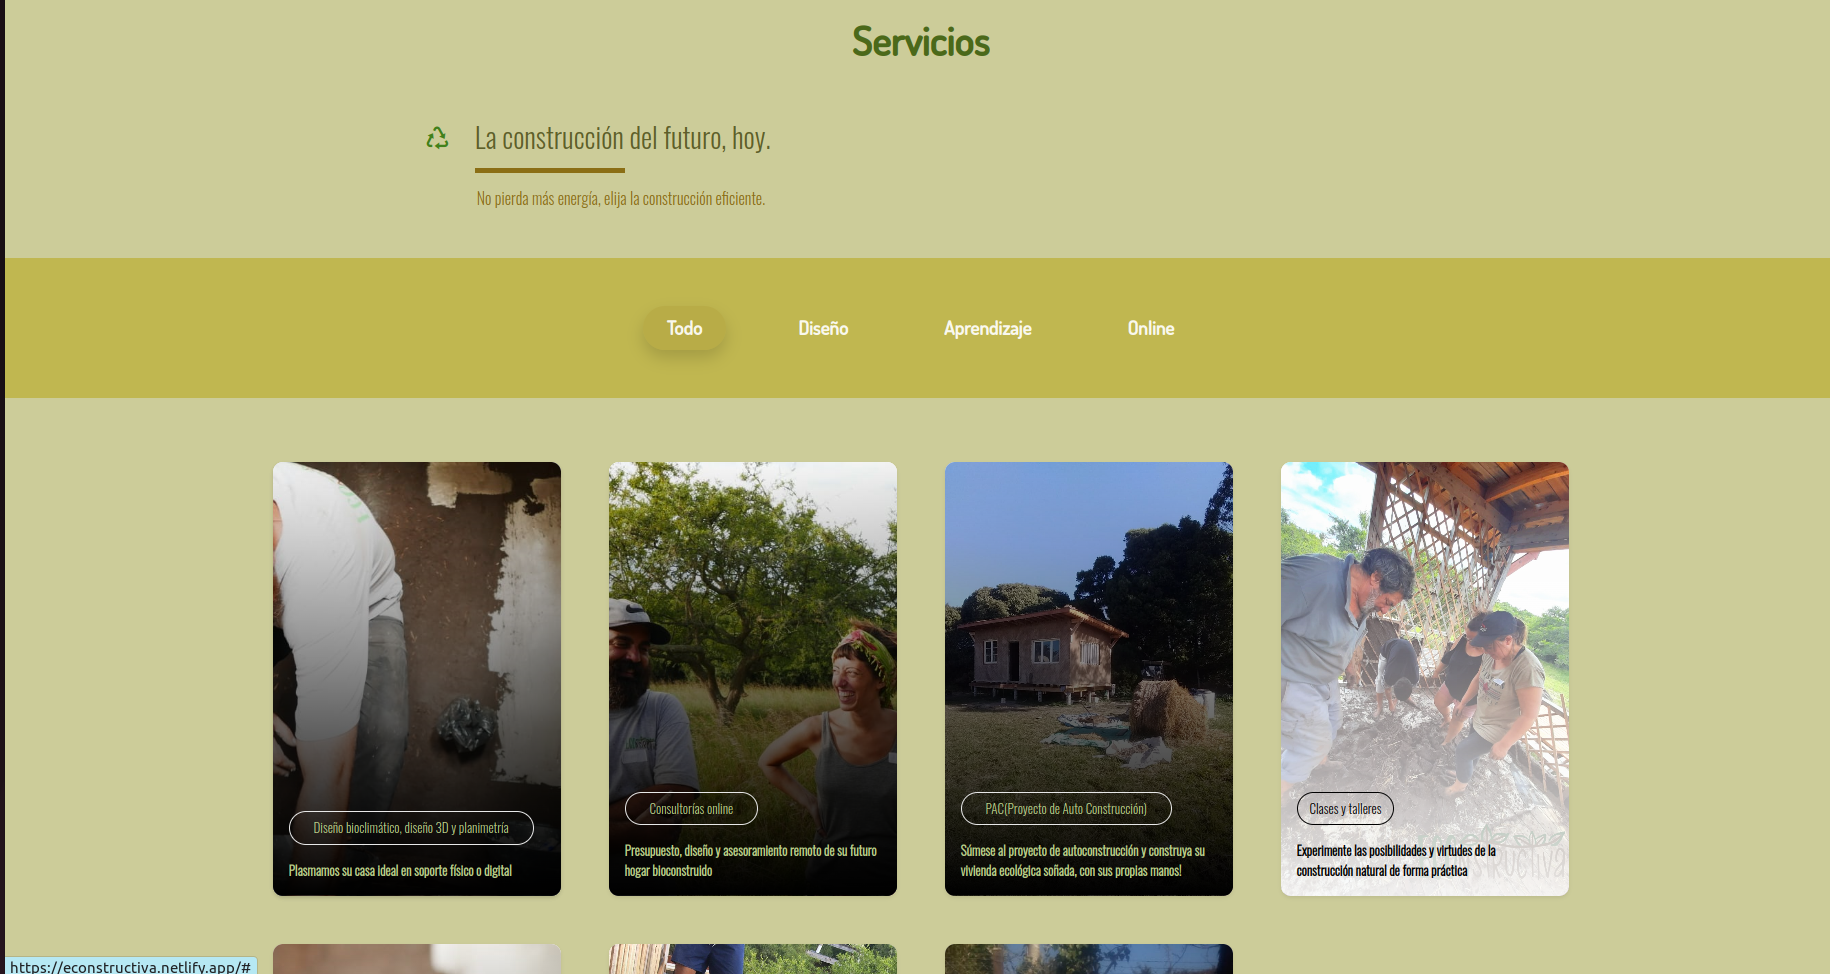 Servicios
La construcción del futuro, hoy.
No pierda más energía, elija la construcción eficiente.
Todo
Diseño
Aprendizaje
Online
Diseño bioclimático, diseño 3D y planimetría
Plasmamos su casa ideal en soporte físico o digital
Consultorías online
Presupuesto, diseño y asesoramiento remoto de su futuro
hogar bioconstruido
PAC(Proyecto de Auto Construcción)
Súmese al proyecto de autoconstrucción y construya su
vivienda ecológica soñada, con sus propias manos!
Clases y talleres
Experimente las posibilidades y virtudes de la
construcción natural de forma práctica
https://econstructiva.netlify.app/#